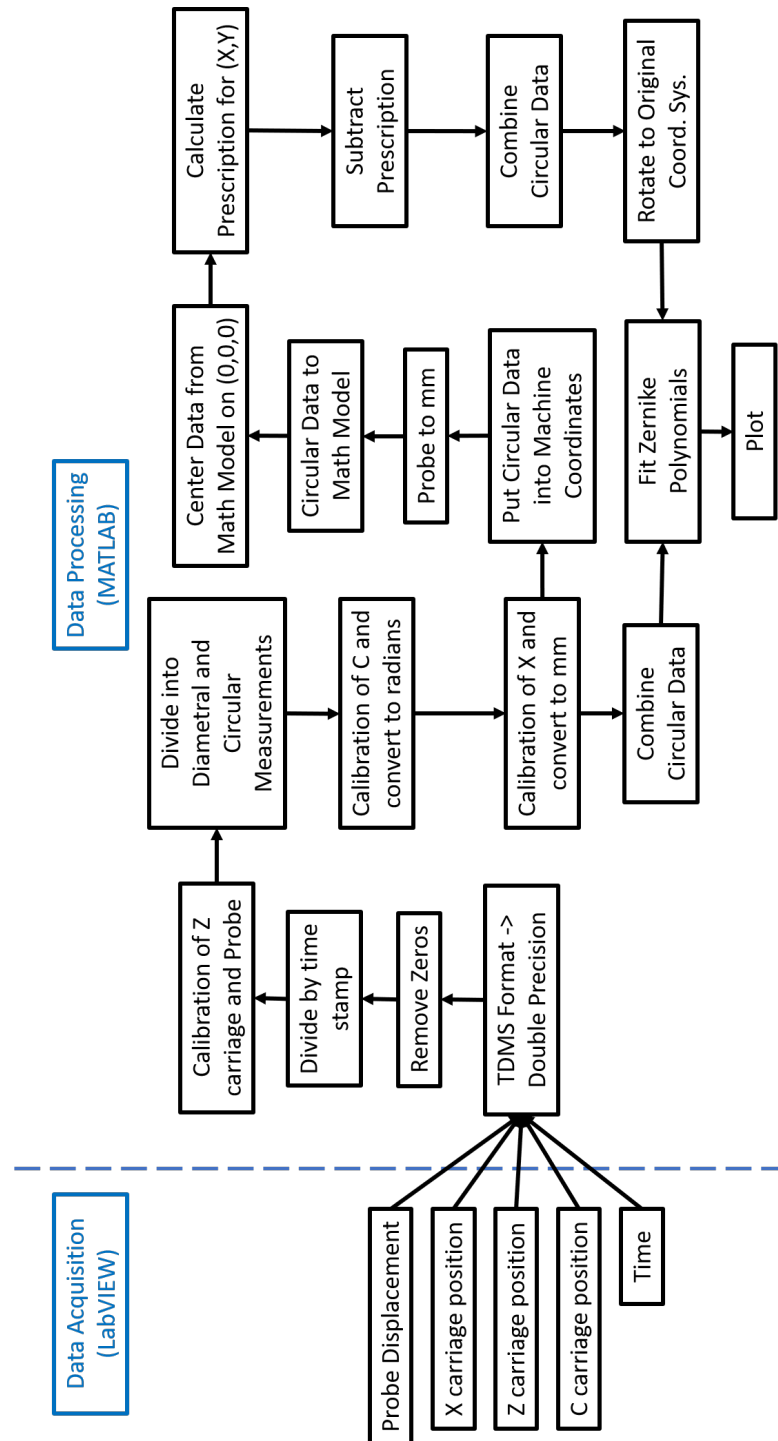 Data Acquisition
(LabVIEW)
Data Processing
(MATLAB)
Probe Displacement
X carriage position
Z carriage position
C carriage position
Time
TDMS Format ->
Double Precision
Remove Zeros
Divide by time
stamp
Calibration of Z
carriage and Probe
Divide into
Diametral and
Circular
Measurements
Calibration of C and
convert to radians
Calibration of X and
convert to mm
Combine
Circular Data
Put Circular Data
into Machine
Coordinates
Probe to mm
Circular Data to
Math Model
Center Data from
Math Model on (0,0,0)
Calculate
Prescription for (X,Y)
Subtract
Prescription
Combine
Circular Data
Rotate to Original
Coord. Sys.
Fit Zernike
Polynomials
Plot